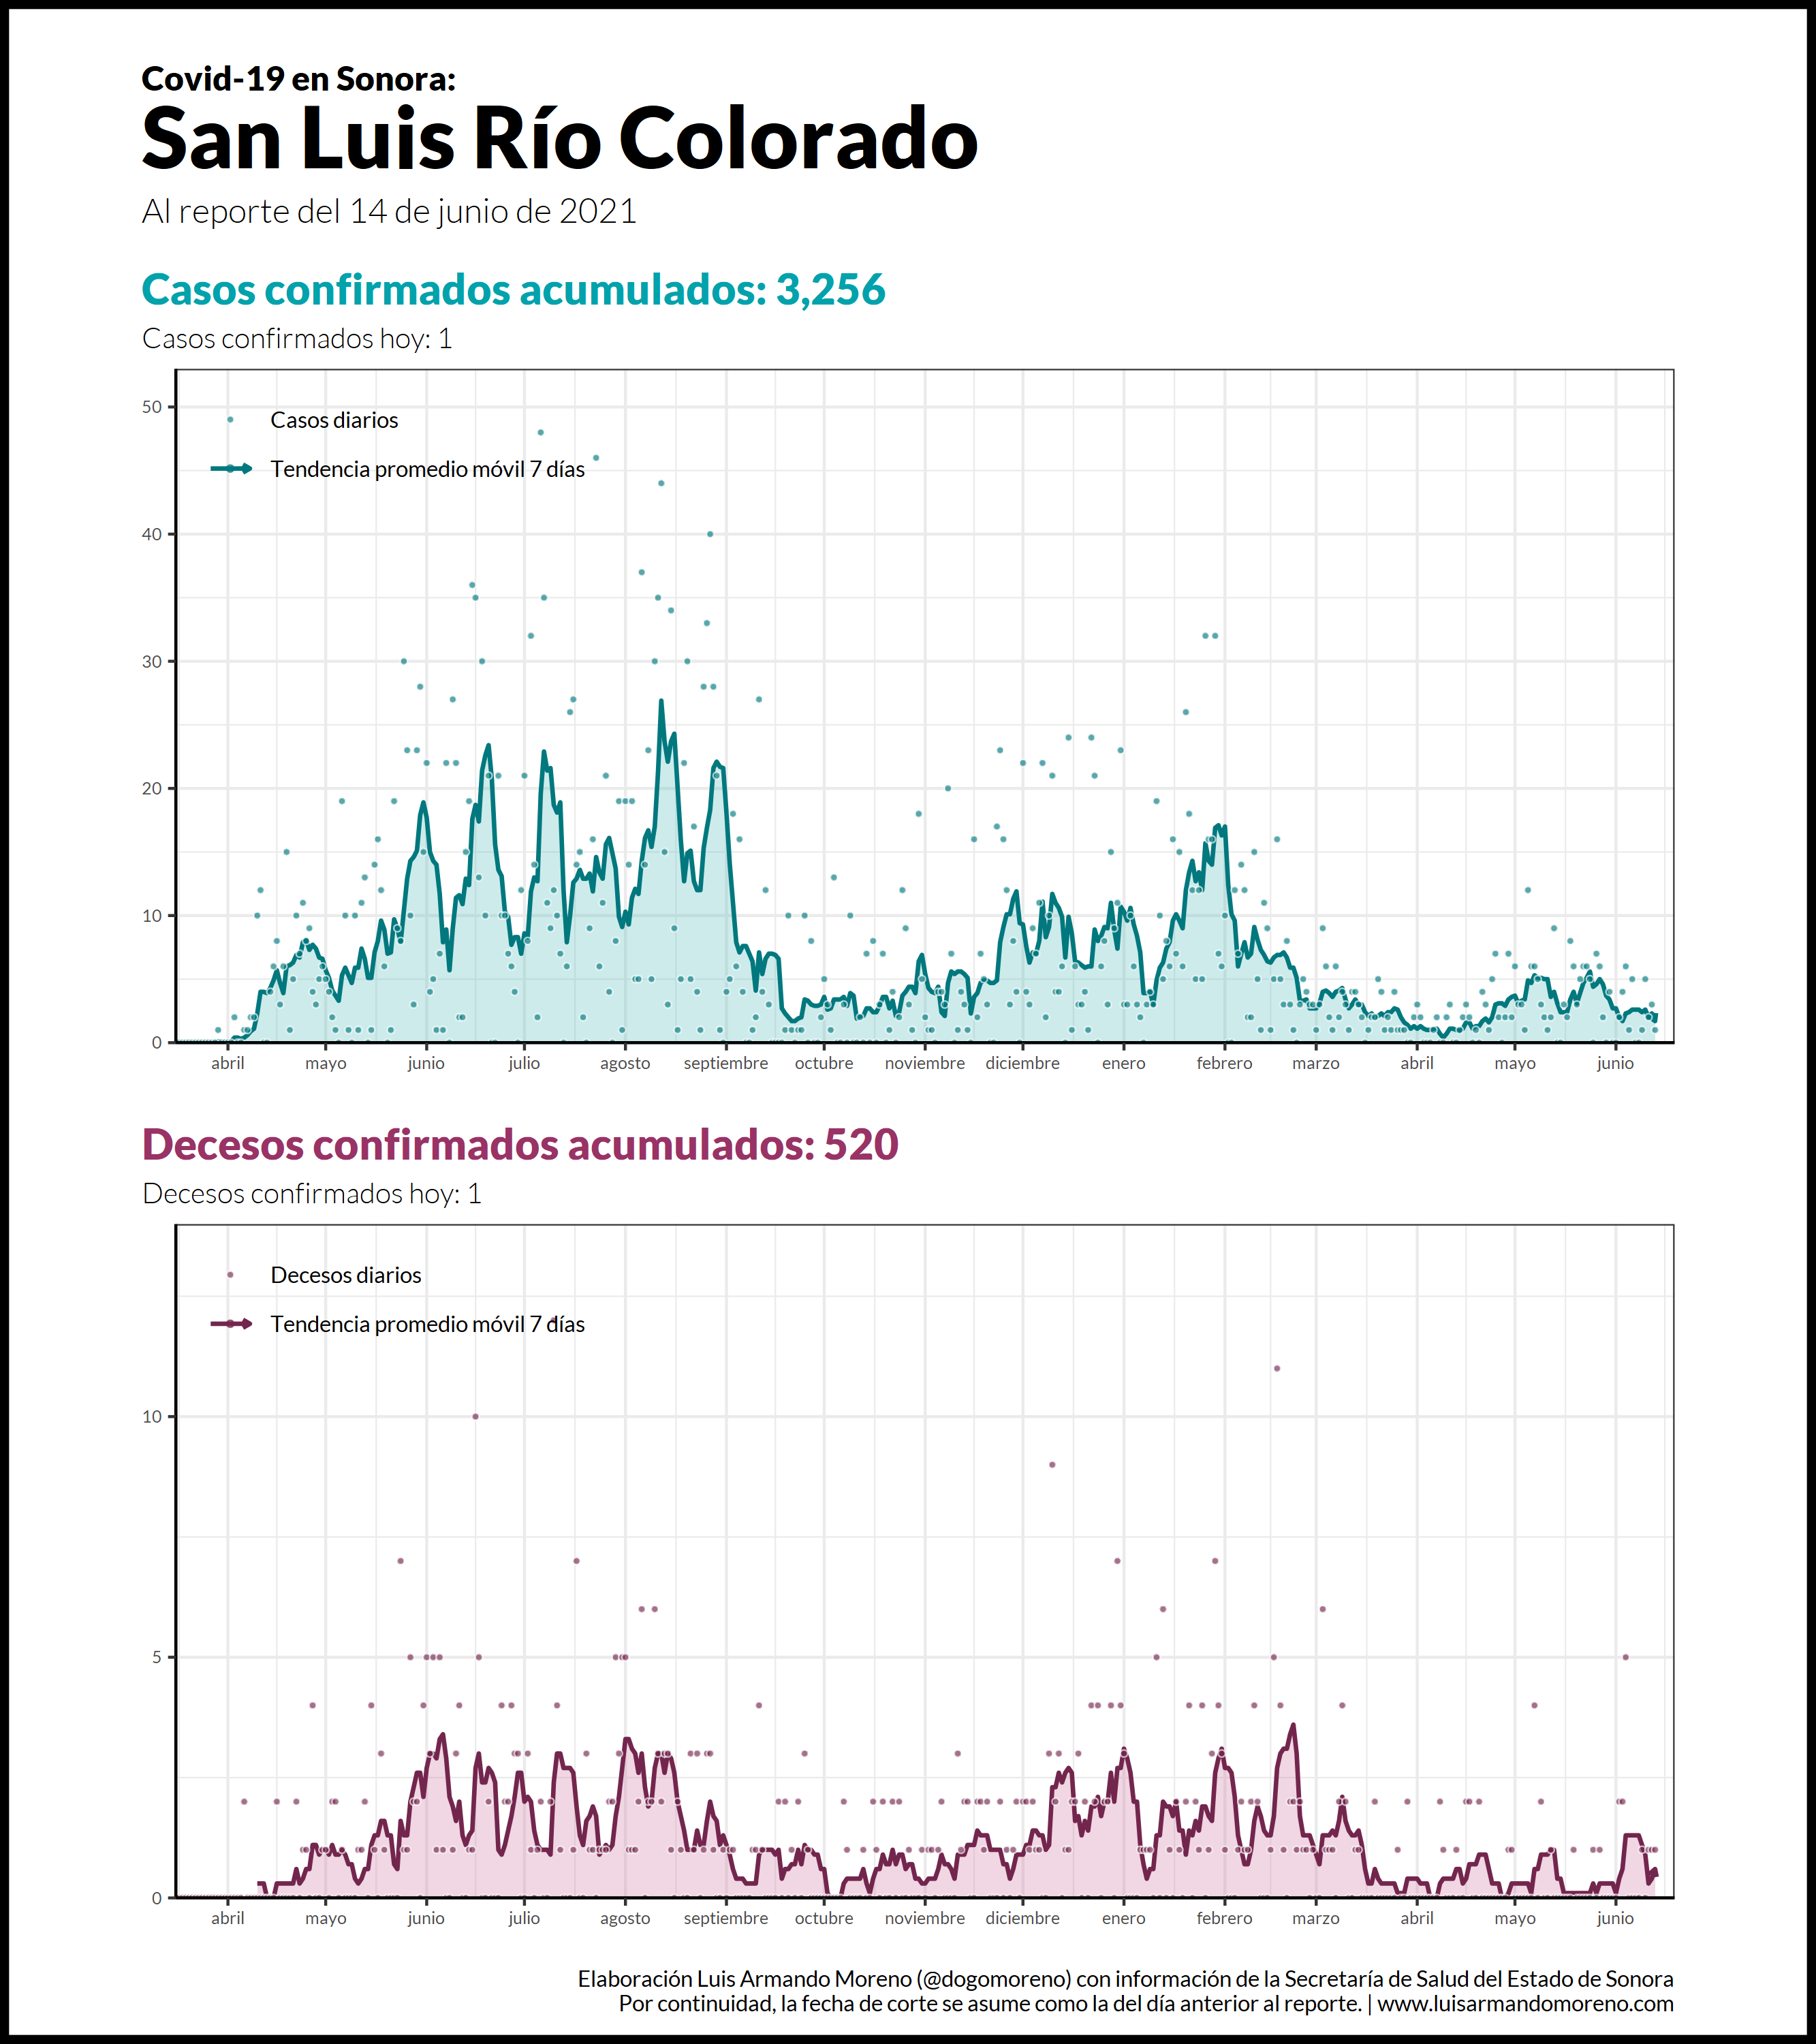 Covid-19 en Sonora:
San Luis Río Colorado
Al reporte del 14 de junio de 2021
Casos confirmados acumulados: 3,256
Casos confirmados hoy: 1
50
40
30
20
10
0
Casos diarios
Tendencia promedio móvil 7 días
abril mayo junio julio agosto septiembre octubre noviembre diciembre enero febrero marzo abril mayo junio
Decesos confirmados acumulados: 520
Decesos confirmados hoy: 1
10
5
0
Decesos diarios
Tendencia promedio móvil 7 días
abril mayo junio julio agosto septiembre octubre noviembre diciembre enero febrero marzo abril mayo junio
Elaboración Luis Armando Moreno (@dogomoreno) con información de la Secretaría de Salud del Estado de Sonora
Por continuidad, la fecha de corte se asume como la del día anterior al reporte. | www.luisarmandomoreno.com